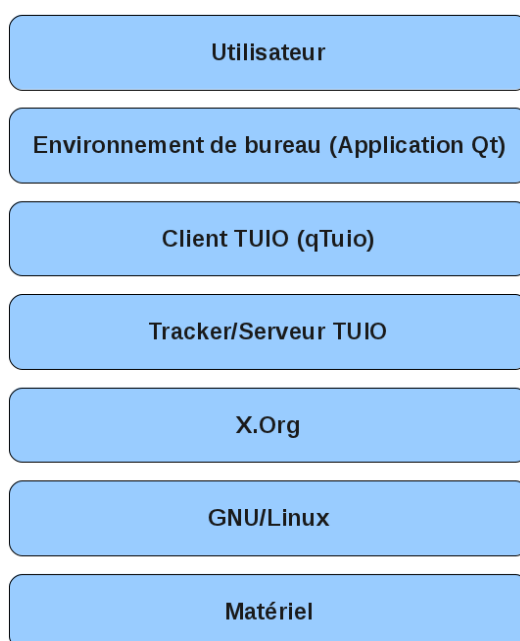 Utilisateur
Environnement de bureau (Application Qt)
Client TUIO (qTuio)
Tracker/Serveur TUIO
X.Org
GNU/Linux
Matériel